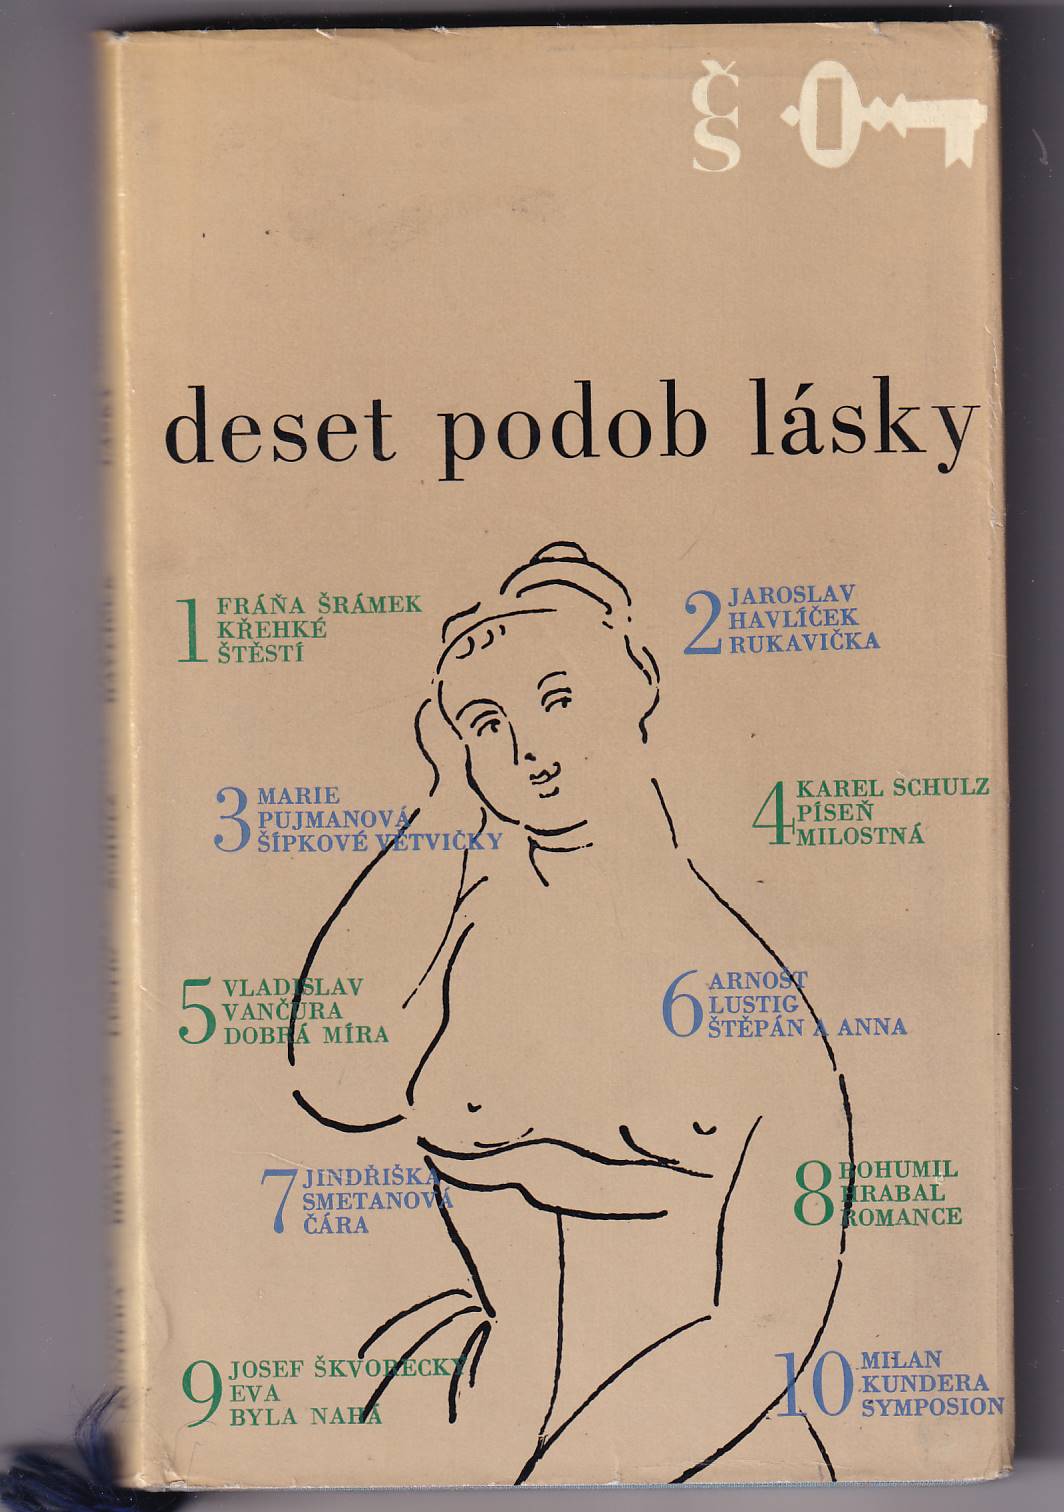 Č
S
deset podob lásky
1
FRÁŇA ŠRÁMEK
KŘEHKÉ
ŠTĚSTÍ
2
JAROSLAV
HAVLÍČEK
RUKAVIČKA
3
MARIE
PUJMANOVÁ
ŠÍPKOVÉ VĚTVIČKY
4
KAREL SCHULZ
PÍSEŇ
MILOSTNÁ
5
VLADISLAV
VANČURA
DOBRÁ MÍRA
6
ARNOŠT
LUSTIG
ŠTĚPÁN A ANNA
7
JINDŘIŠKA
SMETANOVÁ
ČÁRA
8
BOHUMIL
HRABAL
ROMANCE
9
JOSEF ŠKVORECKÝ
EVA
BYLA NAHÁ
10
MILAN
KUNDERA
SYMPOSION